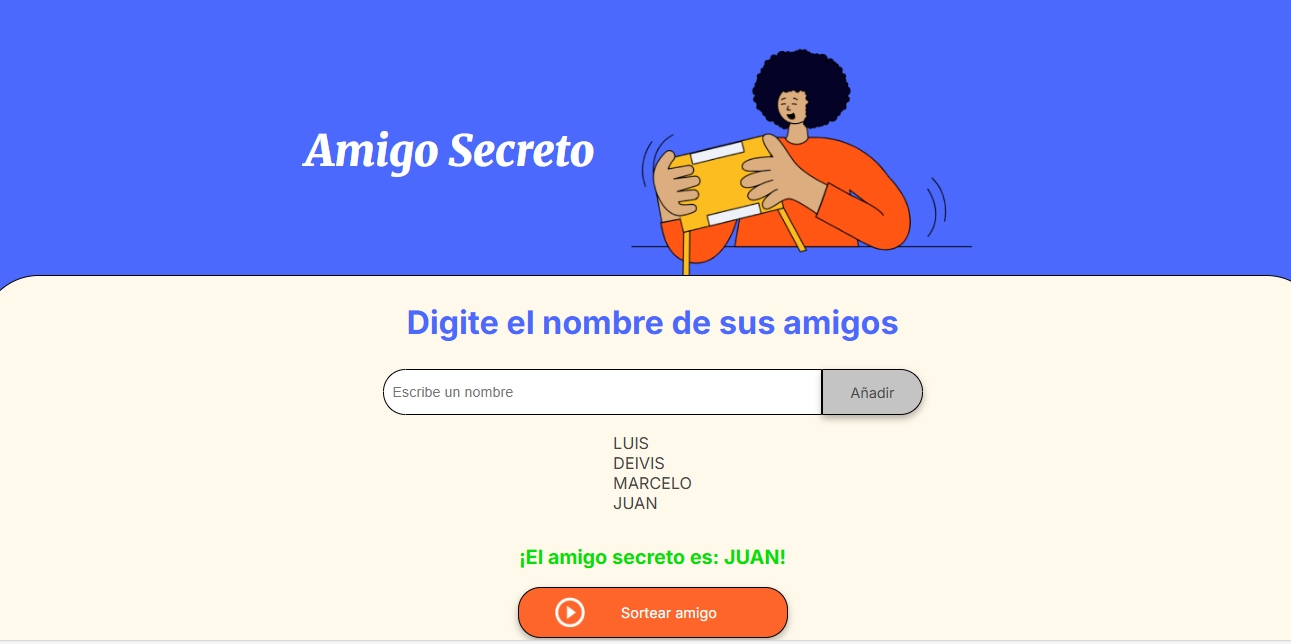 Amigo Secreto
Digite el nombre de sus amigos
Escribe un nombre
Añadir
LUIS
DEIVIS
MARCELO
JUAN
¡El amigo secreto es: JUAN!
Sortear amigo